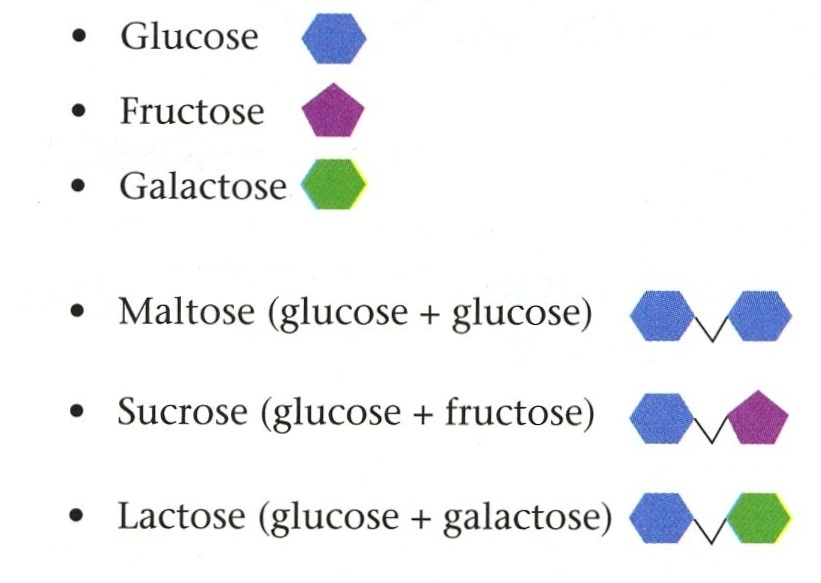 • Glucose
• Fructose
• Galactose
• Maltose (glucose + glucose)
• Sucrose (glucose + fructose)
• Lactose (glucose + galactose)